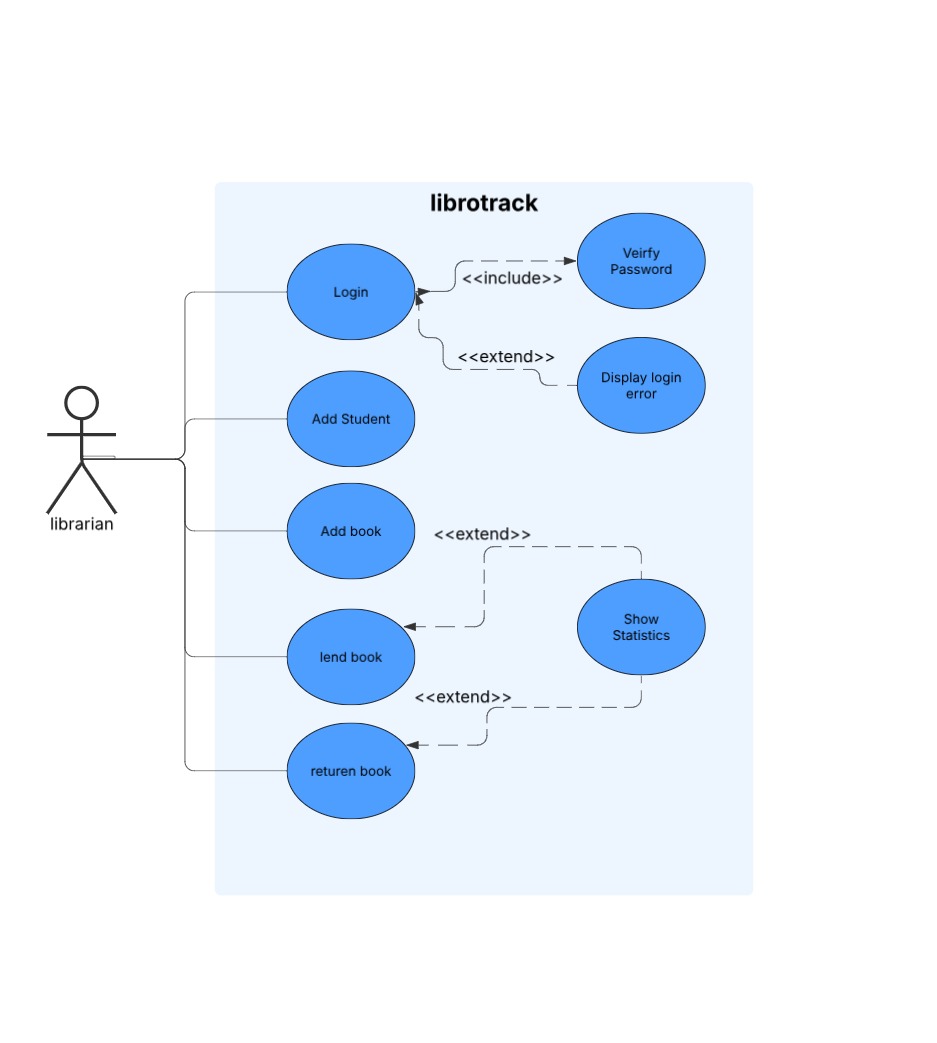 librotrack
Veirfy
Password
Login
<<include>>
<<extend>>
Display login
error
Add Student
librarian
Add book
<<extend>>
Show
Statistics
lend book
<<extend>>
returen book